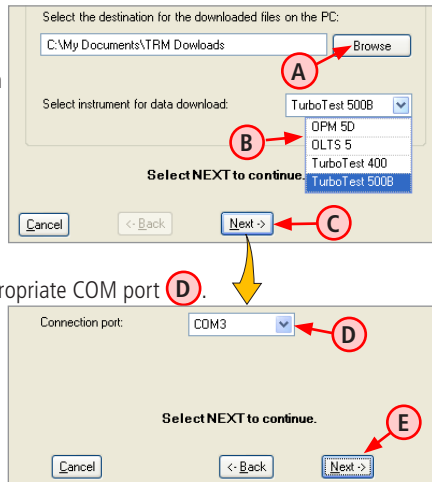 Select the destination for the downloaded files on the PC:
C:\My Documents\TRM Dowloads
Browse
A
Select instrument for data download:
TurboTest 500B
B
OPM 5D
OLTS 5
TurboTest 400
TurboTest 500B
Select NEXT to continue.
Cancel
<- Back
Next ->
C
ropriate COM port D.
Connection port:
COM3
D
Select NEXT to continue.
E
Cancel
<- Back
Next ->